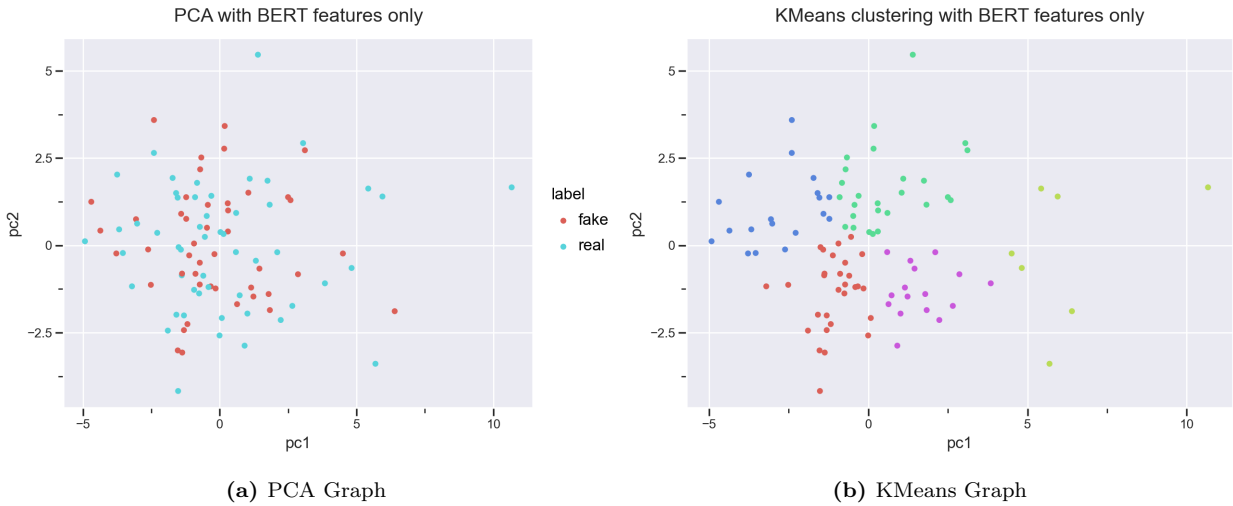 PCA with BERT features only
5
2.5
0
−2.5
pc2
−5
0
5
10
pc1
label
fake
real
(a) PCA Graph
KMeans clustering with BERT features only
5
2.5
0
−2.5
pc2
−5
0
5
10
pc1
(b) KMeans Graph